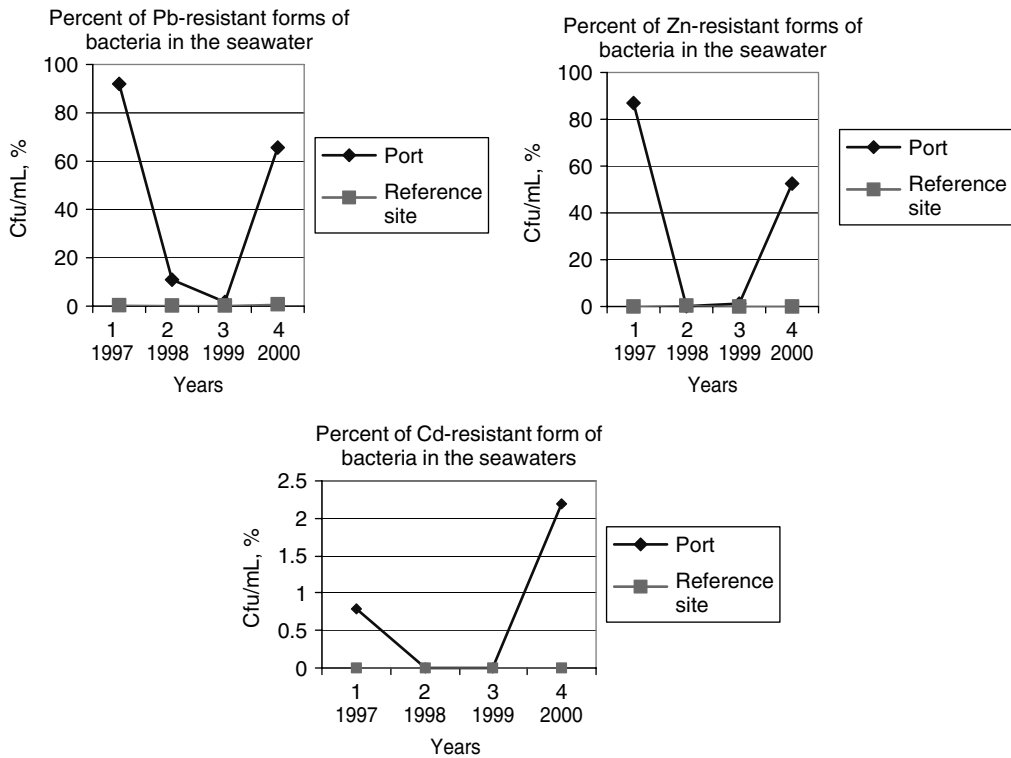 Percent of Pb-resistant forms of
bacteria in the seawater
100
80
60
40
20
0
Cfu/mL, %
1 2 3 4
1997 1998 1999 2000
Years
Port
Reference
site
Percent of Zn-resistant forms of
bacteria in the seawater
100
80
60
40
20
0
Cfu/mL, %
1 2 3 4
1997 1998 1999 2000
Years
Port
Reference
site
Percent of Cd-resistant form of
bacteria in the seawaters
2.5
2
1.5
1
0.5
0
Cfu/mL, %
1 2 3 4
1997 1998 1999 2000
Years
Port
Reference
site